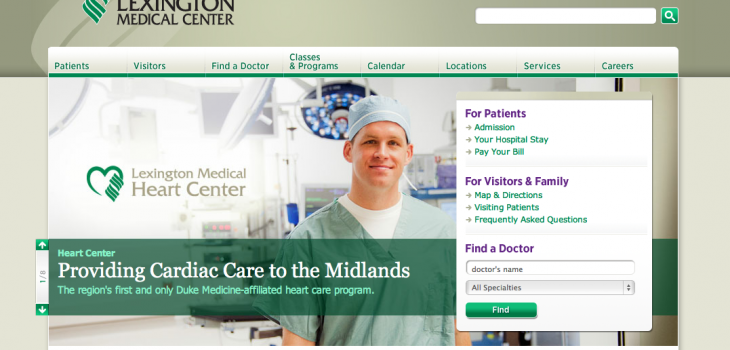 LEXINGTON
MEDICAL CENTER
Patients
Visitors
Find a Doctor
Classes
& Programs
Calendar
Locations
Services
Careers
Lexington Medical
Heart Center
For Patients
Admission
Your Hospital Stay
Pay Your Bill
For Visitors & Family
Map & Directions
Visiting Patients
Frequently Asked Questions
Find a Doctor
doctor's name
All Specialties
Find
1/8
Heart Center
Providing Cardiac Care to the Midlands
The region's first and only Duke Medicine-affiliated heart care program.